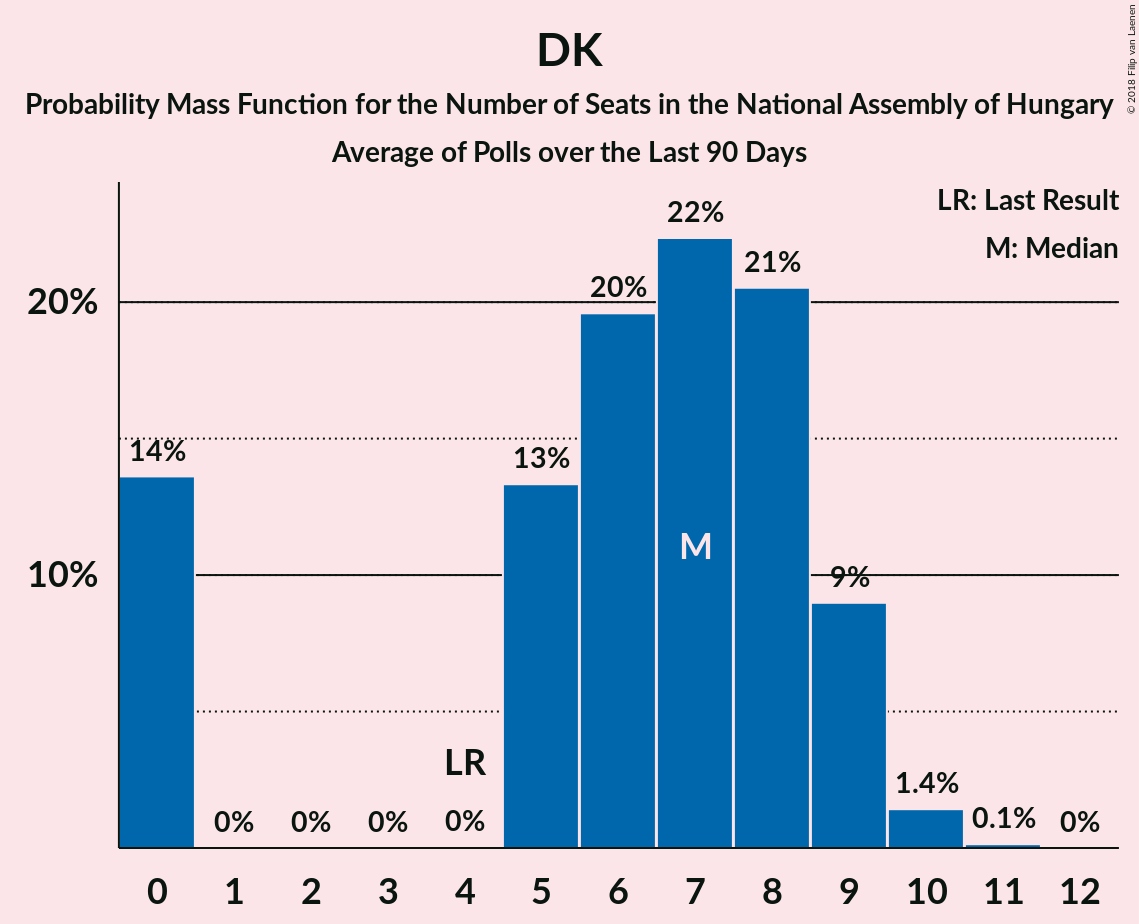 DK
Probability Mass Function for the Number of Seats in the National Assembly of Hungary
Average of Polls over the Last 90 Days
© 2018 Filip van Laenen
LR: Last Result
M: Median
22%
21%
20%
20%
14%
13%
M
10%
9%
LR
1.4%
0% 0% 0% 0%
0.1% 0%
0 1 2 3 4 5 6 7 8 9 10 11 12